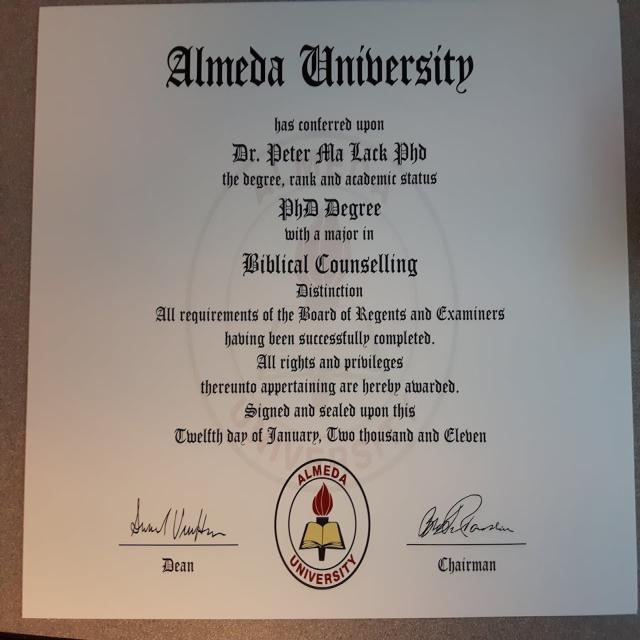 Almeda University
has conferred upon
Dr. Peter Ma Lack Phd
the degree, rank and academic status
PhD Degree
with a major in
Biblical Counselling
Distinction
All requirements of the Board of Regents and Examiners
having been successfully completed.
All rights and privileges
thereunto appertaining are hereby awarded.
Signed and sealed upon this
Twelfth day of January, Two thousand and Eleven
ALMEDA
UNIVERSITY
Dean
Chairman